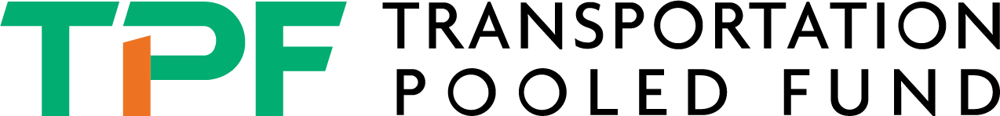 TPF
TRANSPORTATION
POOLED FUND